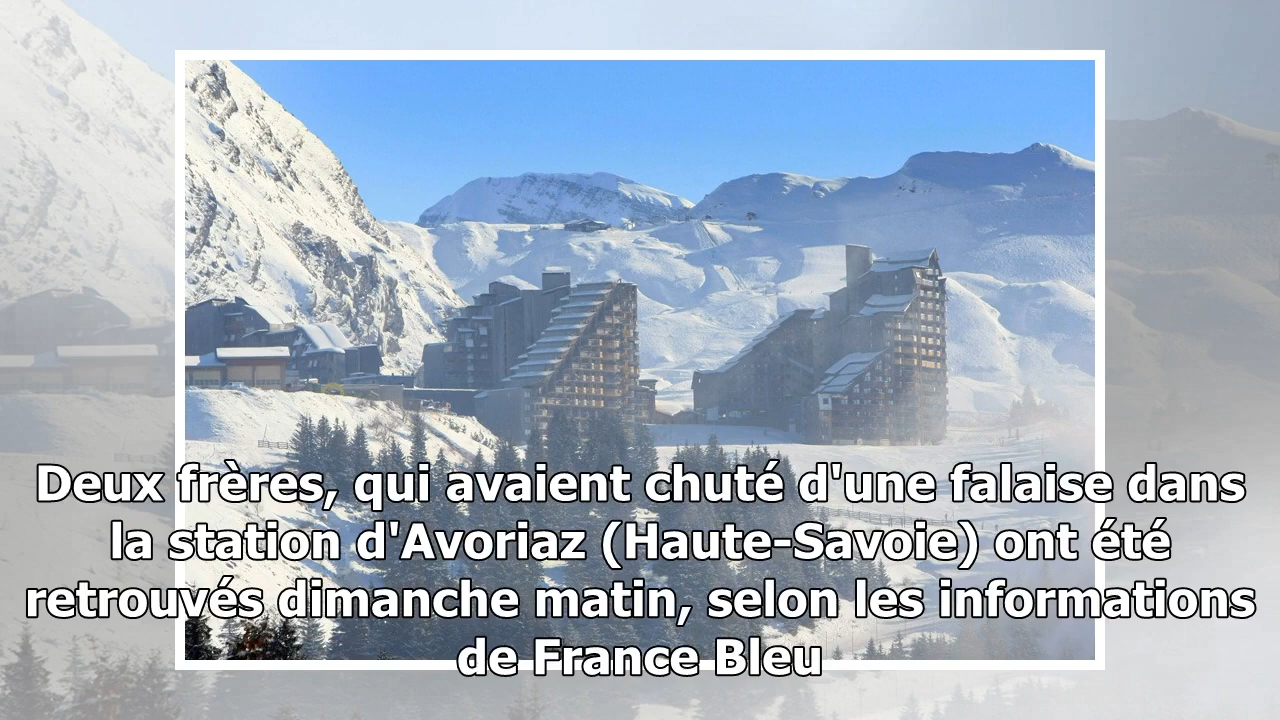 Deux frères, qui avaient chuté d'une falaise dans
la station d'Avoriaz (Haute-Savoie) ont été
retrouvés dimanche matin, selon les informations
de France Bleu